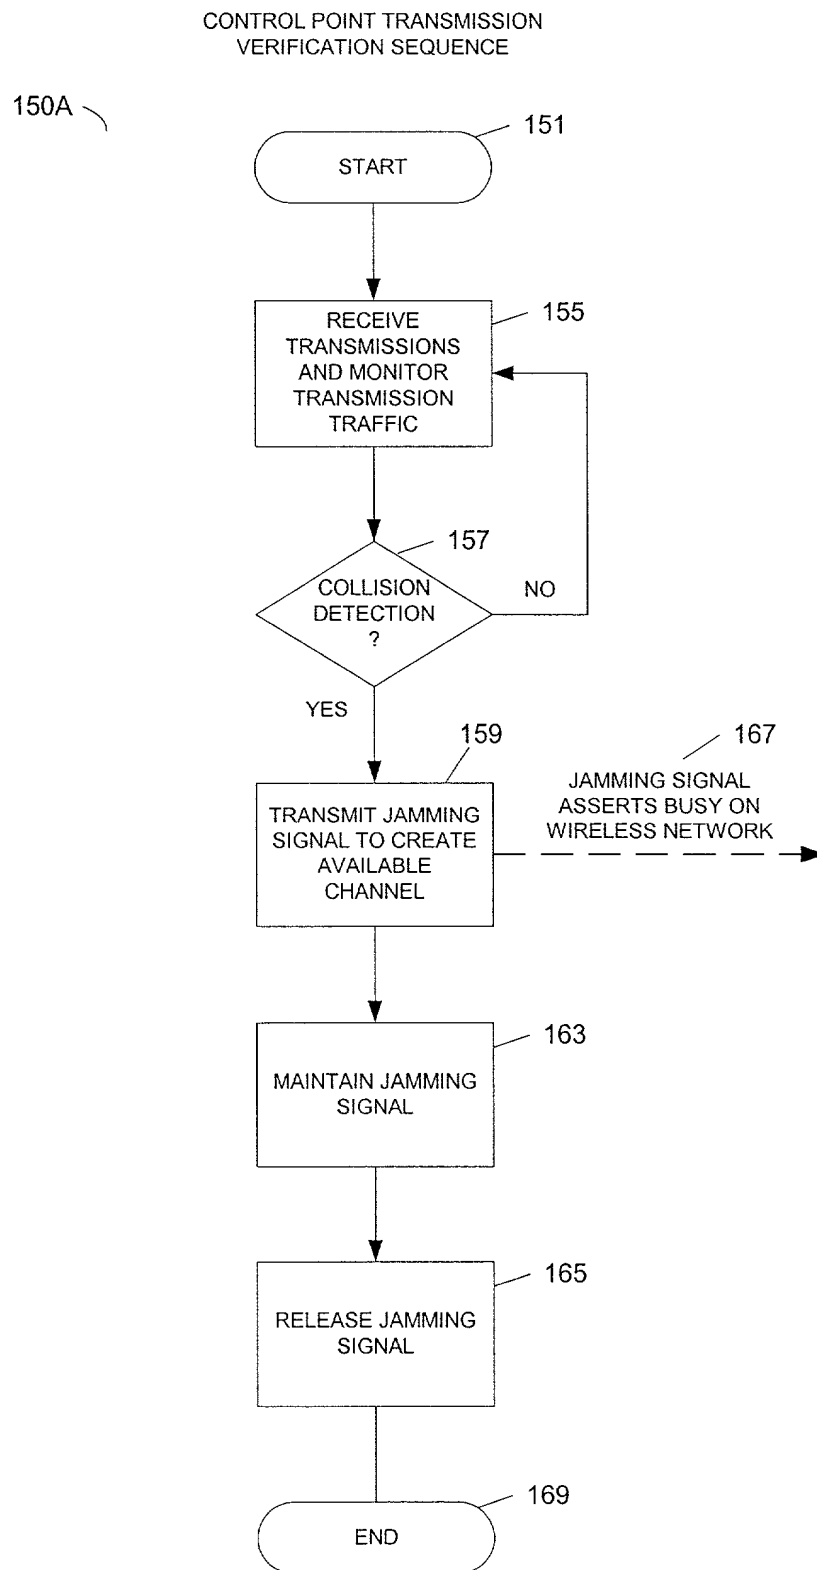 CONTROL POINT TRANSMISSION
VERIFICATION SEQUENCE
150A
151
START
155
RECEIVE
TRANSMISSIONS
AND MONITOR
TRANSMISSION
TRAFFIC
157
COLLISION
DETECTION
?
NO
YES
159
TRANSMIT JAMMING
SIGNAL TO CREATE
AVAILABLE
CHANNEL
167
JAMMING SIGNAL
ASSERTS BUSY ON
WIRELESS NETWORK
163
MAINTAIN JAMMING
SIGNAL
165
RELEASE JAMMING
SIGNAL
169
END